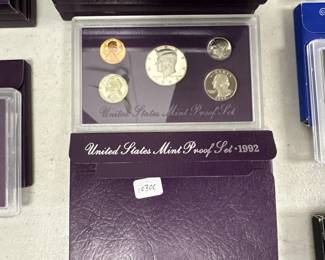 United States Mint Proof Set
United States Mint Proof Set • 1992